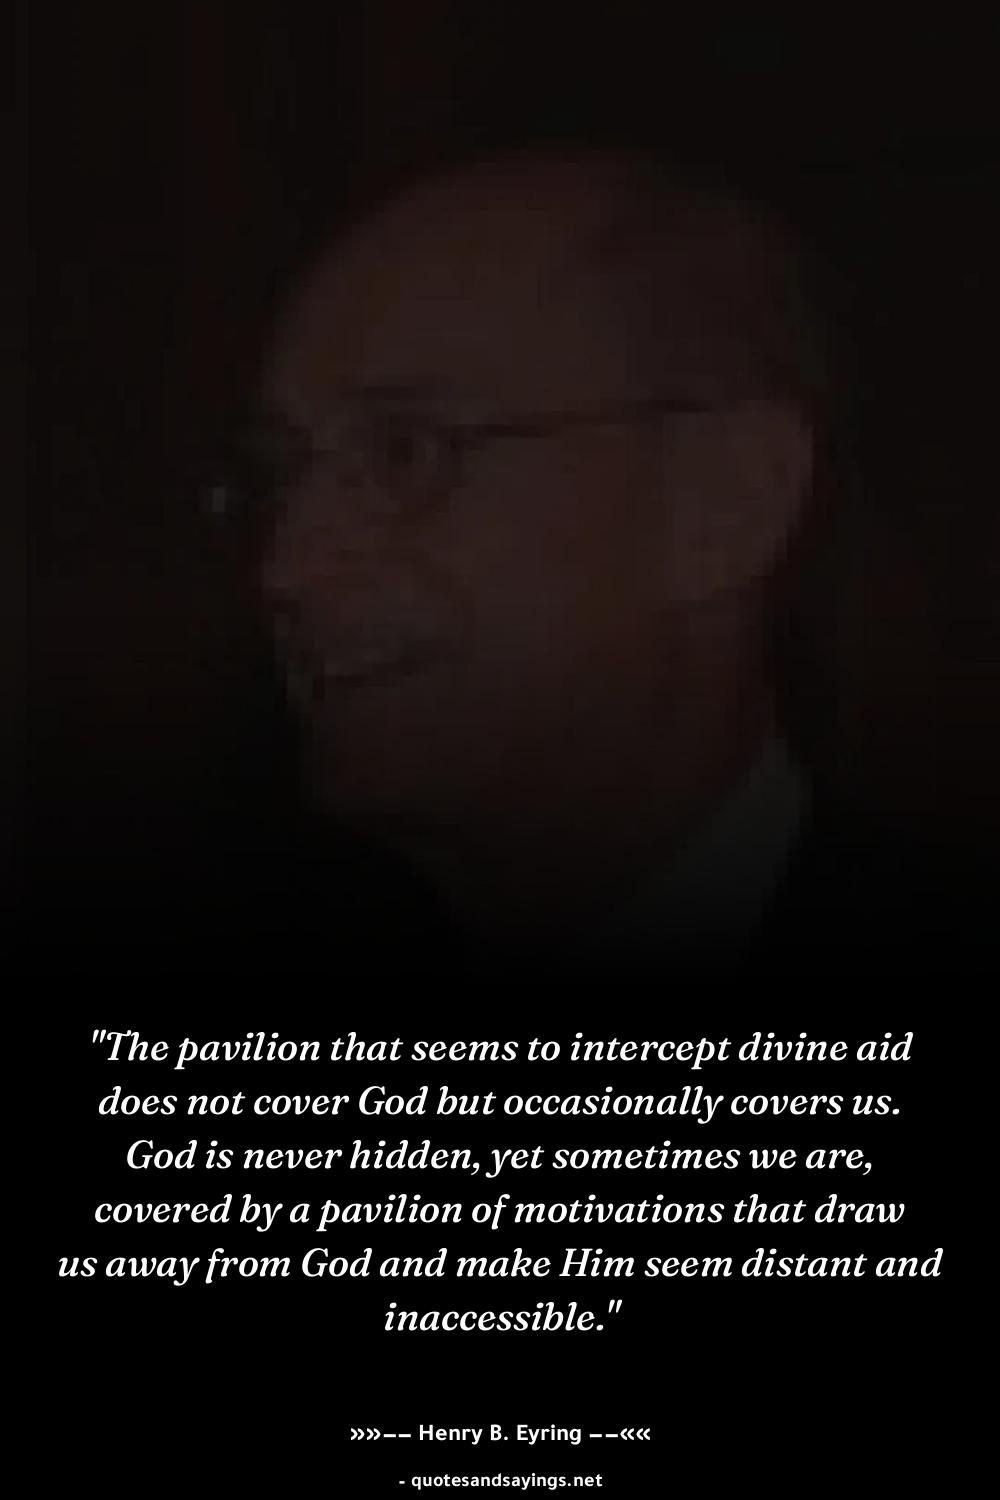 "The pavilion that seems to intercept divine aid
does not cover God but occasionally covers us.
God is never hidden, yet sometimes we are,
covered by a pavilion of motivations that draw
us away from God and make Him seem distant and
inaccessible."
»»–– Henry B. Eyring ––««
- quotesandsayings.net